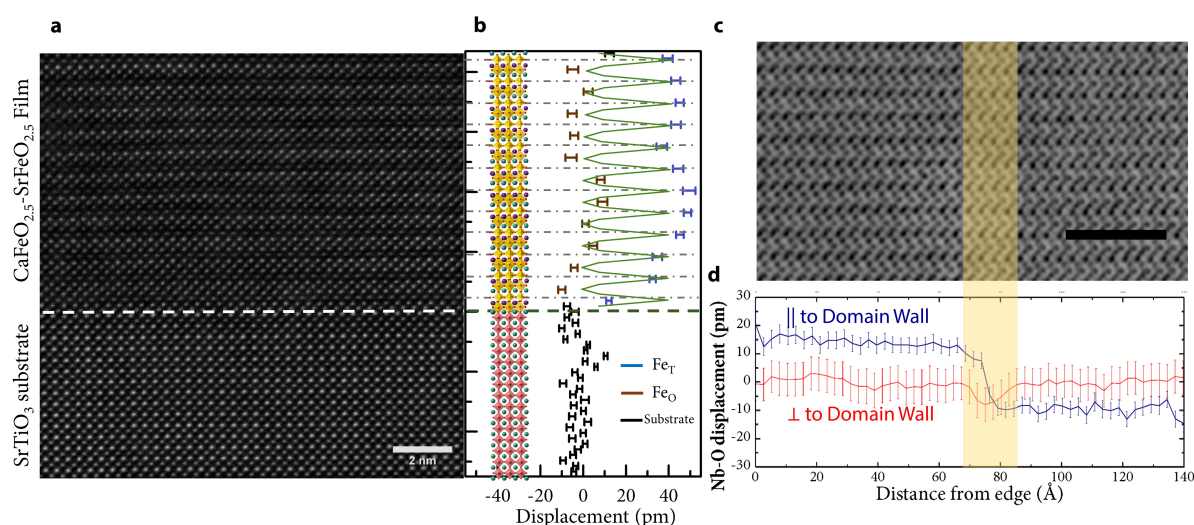 a
b
c
CaFeO2.5-SrFeO2.5 Film
SrTiO3 substrate
2 nm
FeT
FeO
Substrate
-40 -20 0 20 40
Displacement (pm)
d
30
20
10
0
-10
-20
-30
Nb-O displacement (pm)
|| to Domain Wall
⊥ to Domain Wall
0 20 40 60 80 100 120 140
Distance from edge (Å)